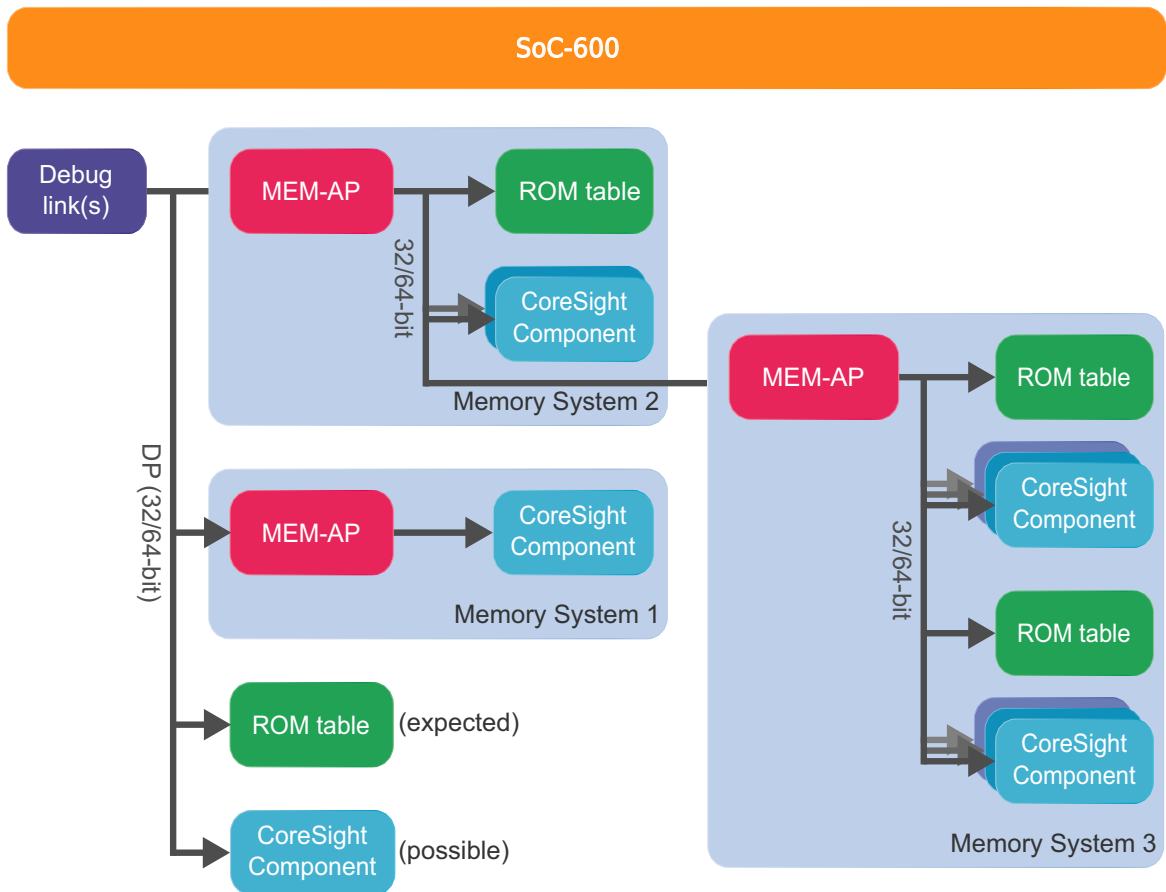 SoC-600
Debug
link(s)
MEM-AP
ROM table
32/64-bit
CoreSight
Component
Memory System 2
DP (32/64-bit)
MEM-AP
CoreSight
Component
Memory System 1
ROM table
(expected)
CoreSight
Component
(possible)
MEM-AP
ROM table
32/64-bit
CoreSight
Component
ROM table
CoreSight
Component
Memory System 3